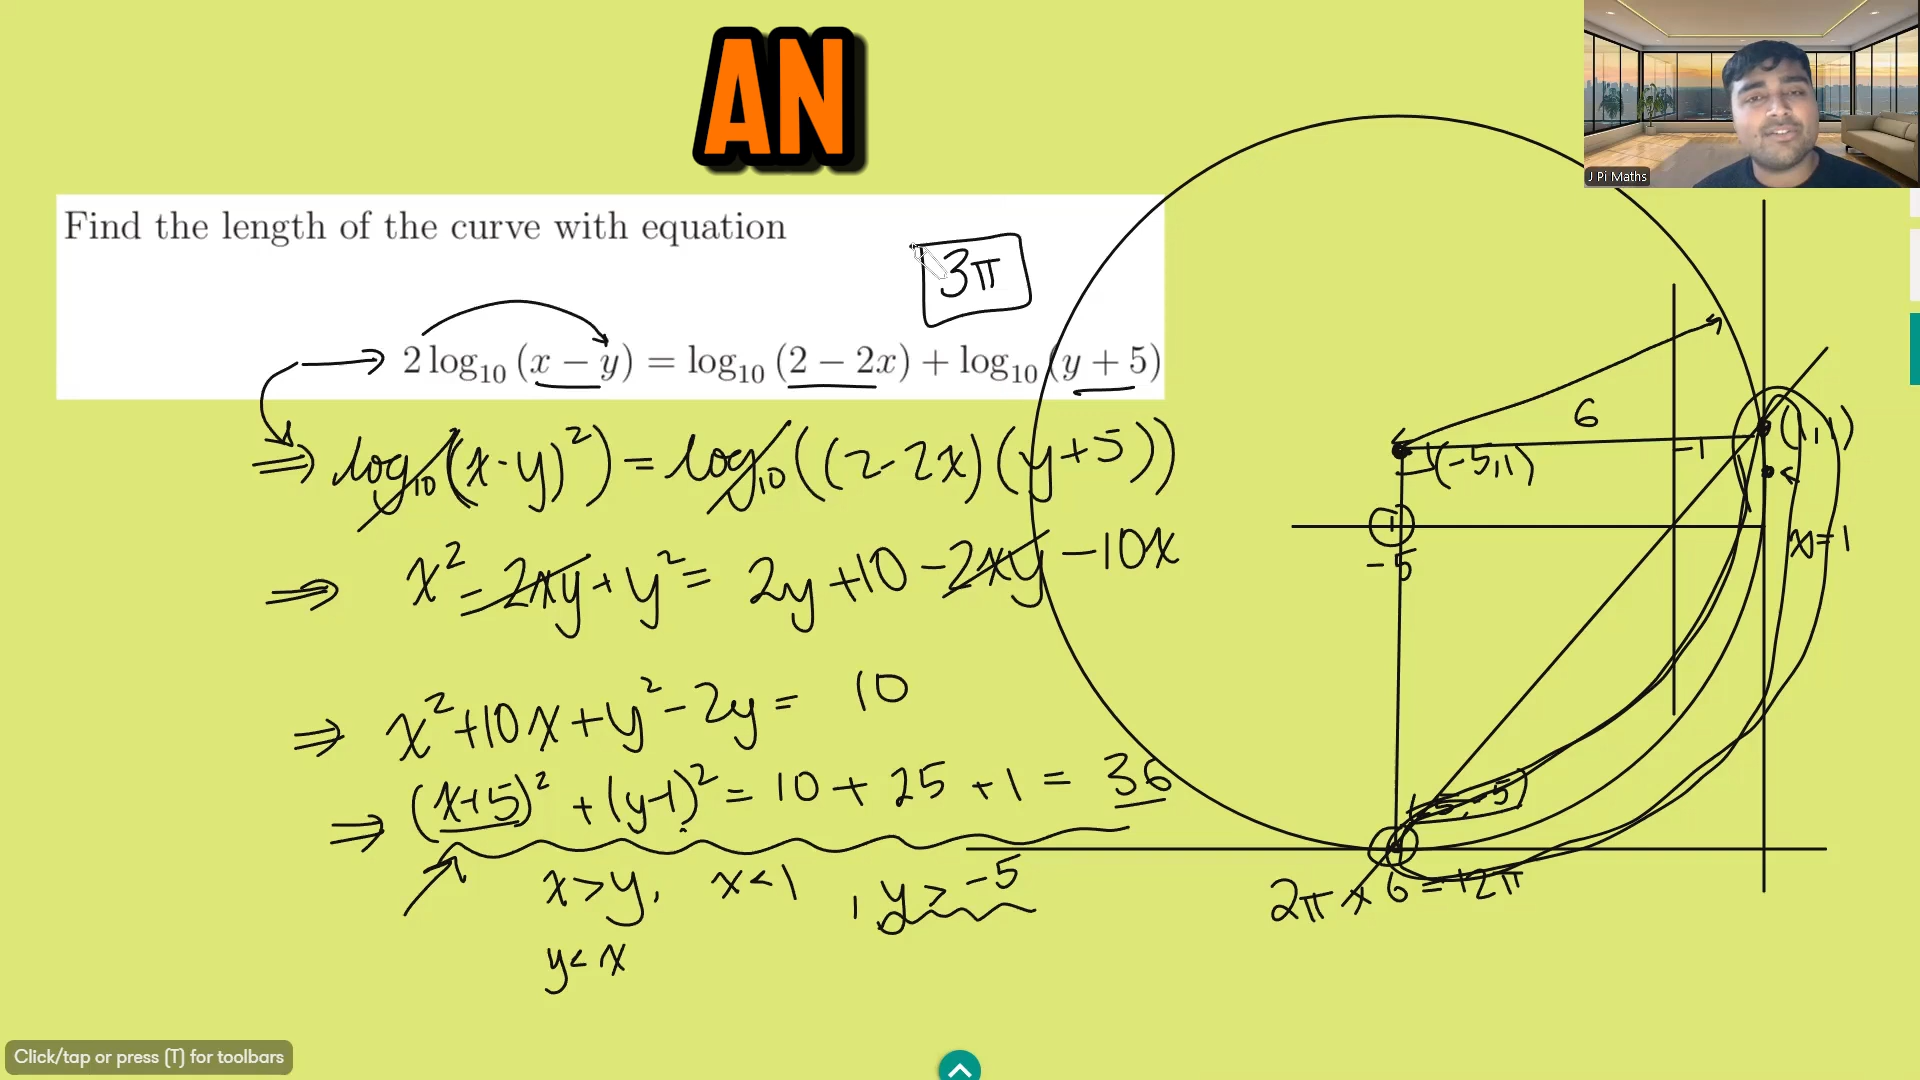 AN
J Pi Maths
Find the length of the curve with equation
3π
2 log₁₀ (x − y) = log₁₀ (2 − 2x) + log₁₀ (y + 5)
⇒ log₁₀((x-y)²) = log₁₀((2-2x)(y+5))
⇒ x² - 2xy + y² = 2y + 10 - 2xy - 10x
⇒ x² + 10x + y² - 2y = 10
⇒ (x+5)² + (y-1)² = 10 + 25 + 1 = 36
x > y, x < 1, y > -5
y < x
6
(1,1)
(-5,1)
-1
1
-5
x=1
(-5,-5)
2π × 6 = 12π
Click/tap or press (T) for toolbars